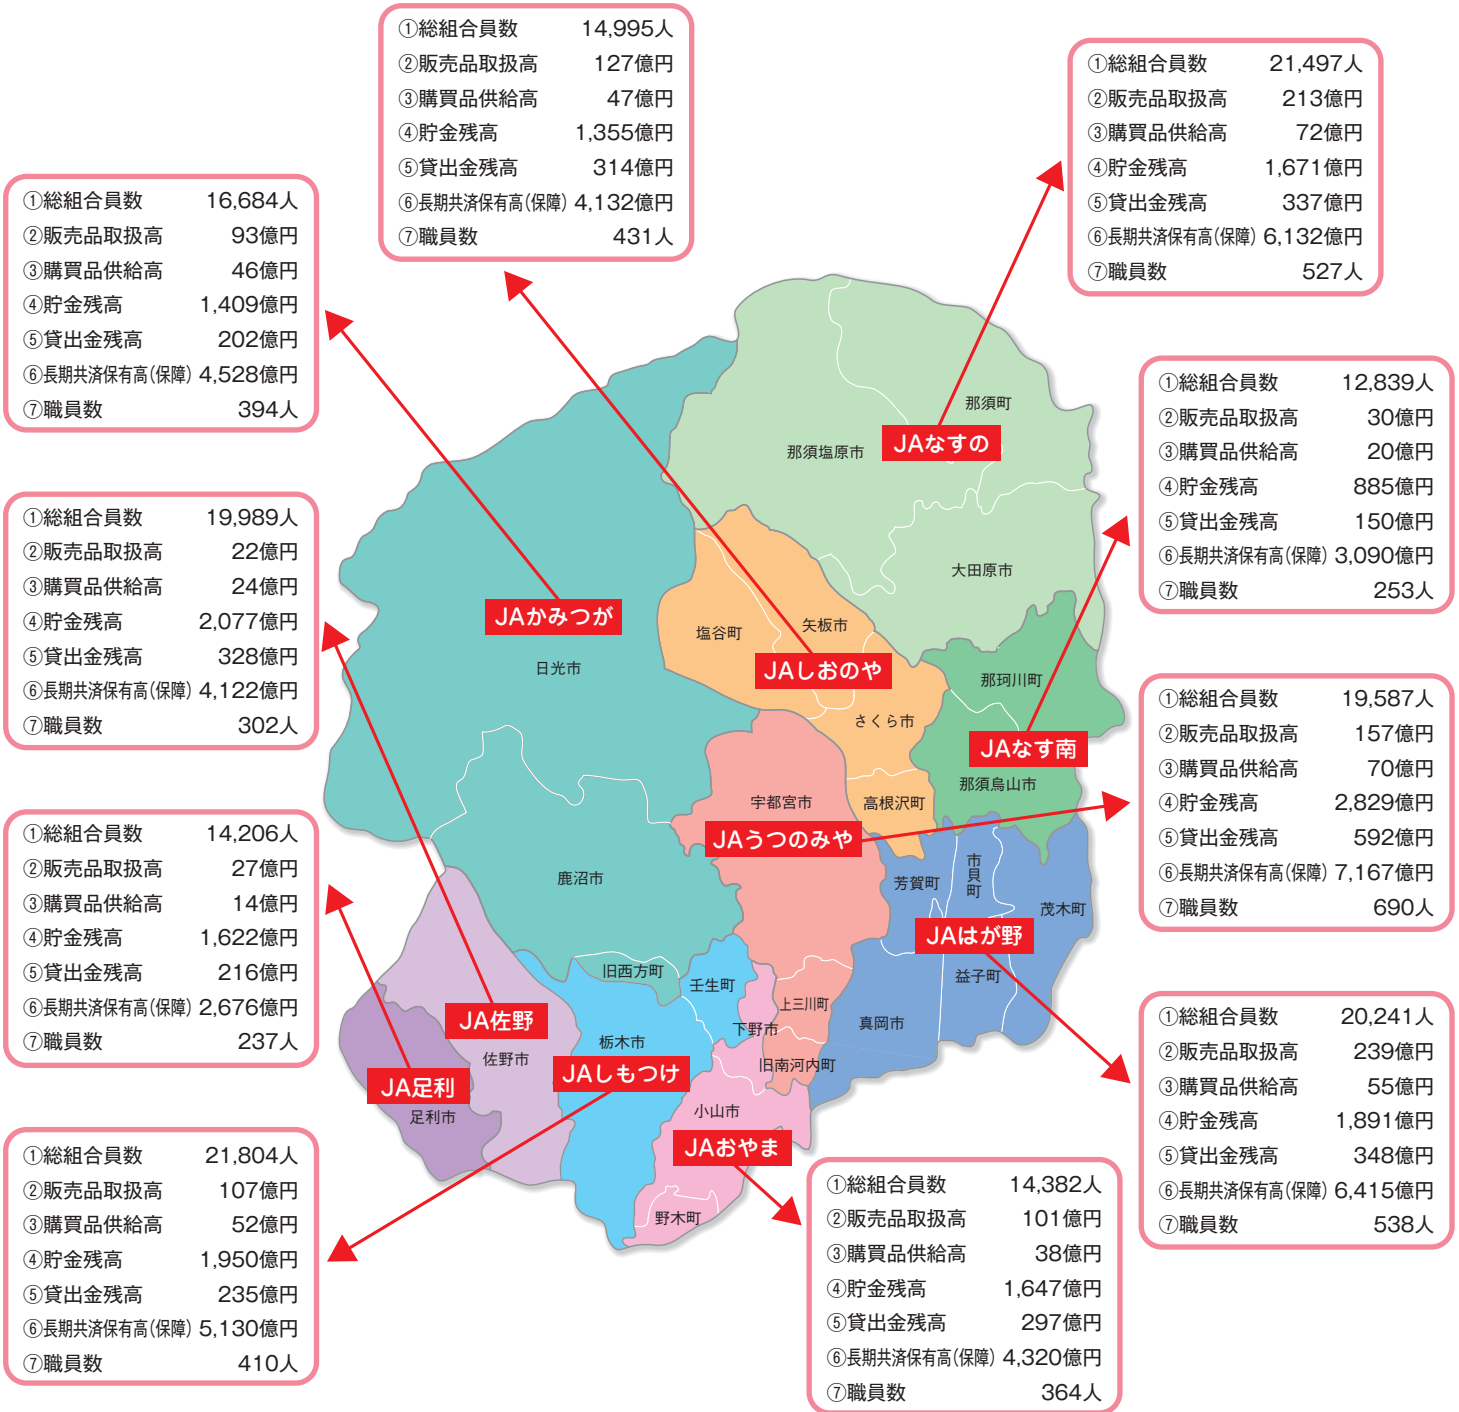 ①総組合員数 14,995人
②販売品取扱高 127億円
③購買品供給高 47億円
④貯金残高 1,355億円
⑤貸出金残高 314億円
⑥長期共済保有高(保障) 4,132億円
⑦職員数 431人
①総組合員数 21,497人
②販売品取扱高 213億円
③購買品供給高 72億円
④貯金残高 1,671億円
⑤貸出金残高 337億円
⑥長期共済保有高(保障) 6,132億円
⑦職員数 527人
①総組合員数 16,684人
②販売品取扱高 93億円
③購買品供給高 46億円
④貯金残高 1,409億円
⑤貸出金残高 202億円
⑥長期共済保有高(保障) 4,528億円
⑦職員数 394人
①総組合員数 12,839人
②販売品取扱高 30億円
③購買品供給高 20億円
④貯金残高 885億円
⑤貸出金残高 150億円
⑥長期共済保有高(保障) 3,090億円
⑦職員数 253人
①総組合員数 19,989人
②販売品取扱高 22億円
③購買品供給高 24億円
④貯金残高 2,077億円
⑤貸出金残高 328億円
⑥長期共済保有高(保障) 4,122億円
⑦職員数 302人
①総組合員数 19,587人
②販売品取扱高 157億円
③購買品供給高 70億円
④貯金残高 2,829億円
⑤貸出金残高 592億円
⑥長期共済保有高(保障) 7,167億円
⑦職員数 690人
①総組合員数 14,206人
②販売品取扱高 27億円
③購買品供給高 14億円
④貯金残高 1,622億円
⑤貸出金残高 216億円
⑥長期共済保有高(保障) 2,676億円
⑦職員数 237人
①総組合員数 20,241人
②販売品取扱高 239億円
③購買品供給高 55億円
④貯金残高 1,891億円
⑤貸出金残高 348億円
⑥長期共済保有高(保障) 6,415億円
⑦職員数 538人
①総組合員数 21,804人
②販売品取扱高 107億円
③購買品供給高 52億円
④貯金残高 1,950億円
⑤貸出金残高 235億円
⑥長期共済保有高(保障) 5,130億円
⑦職員数 410人
①総組合員数 14,382人
②販売品取扱高 101億円
③購買品供給高 38億円
④貯金残高 1,647億円
⑤貸出金残高 297億円
⑥長期共済保有高(保障) 4,320億円
⑦職員数 364人
那須町
JAなすの
那須塩原市
大田原市
JAかみつが
矢板市
塩谷町
JAしおのや
日光市
那珂川町
さくら市
JAなす南
那須烏山市
宇都宮市
高根沢町
JAうつのみや
鹿沼市
芳賀町
市貝町
茂木町
JAはが野
旧西方町
壬生町
益子町
上三川町
JA佐野
下野市
真岡市
栃木市
佐野市
旧南河内町
JAしもつけ
JA足利
足利市
小山市
JAおやま
野木町